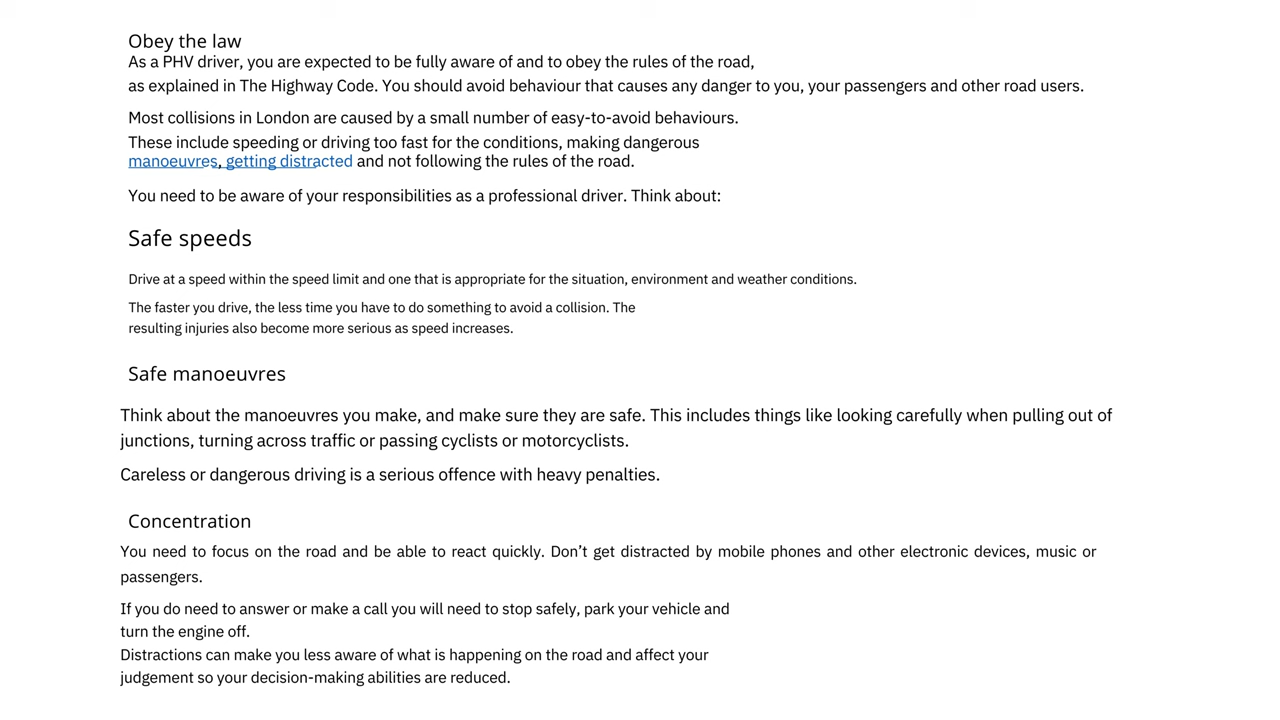 Obey the law
As a PHV driver, you are expected to be fully aware of and to obey the rules of the road,
as explained in The Highway Code. You should avoid behaviour that causes any danger to you, your passengers and other road users.
Most collisions in London are caused by a small number of easy-to-avoid behaviours.
These include speeding or driving too fast for the conditions, making dangerous
manoeuvres, getting distracted and not following the rules of the road.
You need to be aware of your responsibilities as a professional driver. Think about:
Safe speeds
Drive at a speed within the speed limit and one that is appropriate for the situation, environment and weather conditions.
The faster you drive, the less time you have to do something to avoid a collision. The
resulting injuries also become more serious as speed increases.
Safe manoeuvres
Think about the manoeuvres you make, and make sure they are safe. This includes things like looking carefully when pulling out of
junctions, turning across traffic or passing cyclists or motorcyclists.
Careless or dangerous driving is a serious offence with heavy penalties.
Concentration
You need to focus on the road and be able to react quickly. Don’t get distracted by mobile phones and other electronic devices, music or
passengers.
If you do need to answer or make a call you will need to stop safely, park your vehicle and
turn the engine off.
Distractions can make you less aware of what is happening on the road and affect your
judgement so your decision-making abilities are reduced.